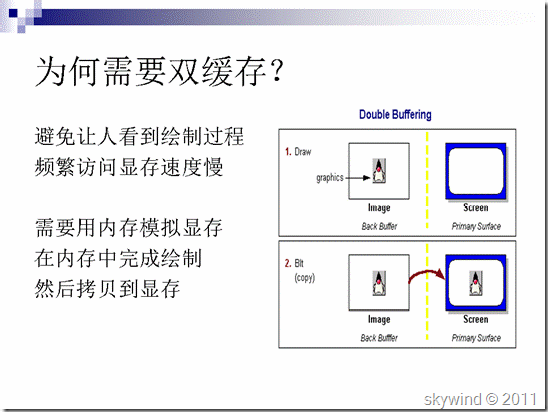 为何需要双缓存？
避免让人看到绘制过程
频繁访问显存速度慢
需要用内存模拟显存
在内存中完成绘制
然后拷贝到显存
Double Buffering
1. Draw
graphics
Image
Screen
Back Buffer
Primary Surface
2. Blt
(copy)
Image
Screen
Back Buffer
Primary Surface
skywind © 2011